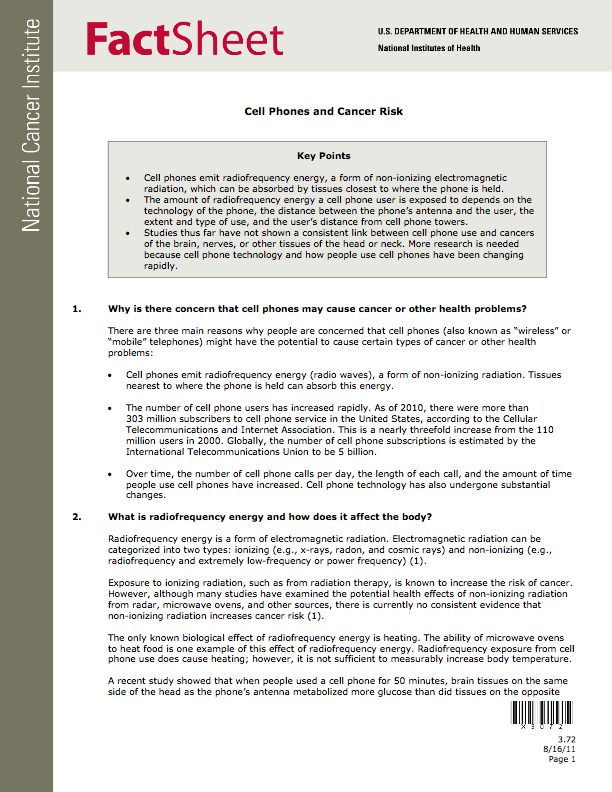 National Cancer Institute
FactSheet
U.S. DEPARTMENT OF HEALTH AND HUMAN SERVICES
National Institutes of Health
Cell Phones and Cancer Risk
Key Points
• Cell phones emit radiofrequency energy, a form of non-ionizing electromagnetic
radiation, which can be absorbed by tissues closest to where the phone is held.
• The amount of radiofrequency energy a cell phone user is exposed to depends on the
technology of the phone, the distance between the phone's antenna and the user, the
extent and type of use, and the user's distance from cell phone towers.
• Studies thus far have not shown a consistent link between cell phone use and cancers
of the brain, nerves, or other tissues of the head or neck. More research is needed
because cell phone technology and how people use cell phones have been changing
rapidly.
1. Why is there concern that cell phones may cause cancer or other health problems?
There are three main reasons why people are concerned that cell phones (also known as "wireless" or
"mobile" telephones) might have the potential to cause certain types of cancer or other health
problems:
• Cell phones emit radiofrequency energy (radio waves), a form of non-ionizing radiation. Tissues
nearest to where the phone is held can absorb this energy.
• The number of cell phone users has increased rapidly. As of 2010, there were more than
303 million subscribers to cell phone service in the United States, according to the Cellular
Telecommunications and Internet Association. This is a nearly threefold increase from the 110
million users in 2000. Globally, the number of cell phone subscriptions is estimated by the
International Telecommunications Union to be 5 billion.
• Over time, the number of cell phone calls per day, the length of each call, and the amount of time
people use cell phones have increased. Cell phone technology has also undergone substantial
changes.
2. What is radiofrequency energy and how does it affect the body?
Radiofrequency energy is a form of electromagnetic radiation. Electromagnetic radiation can be
categorized into two types: ionizing (e.g., x-rays, radon, and cosmic rays) and non-ionizing (e.g.,
radiofrequency and extremely low-frequency or power frequency) (1).
Exposure to ionizing radiation, such as from radiation therapy, is known to increase the risk of cancer.
However, although many studies have examined the potential health effects of non-ionizing radiation
from radar, microwave ovens, and other sources, there is currently no consistent evidence that
non-ionizing radiation increases cancer risk (1).
The only known biological effect of radiofrequency energy is heating. The ability of microwave ovens
to heat food is one example of this effect of radiofrequency energy. Radiofrequency exposure from cell
phone use does cause heating; however, it is not sufficient to measurably increase body temperature.
A recent study showed that when people used a cell phone for 50 minutes, brain tissues on the same
side of the head as the phone's antenna metabolized more glucose than did tissues on the opposite
X3072
3.72
8/16/11
Page 1